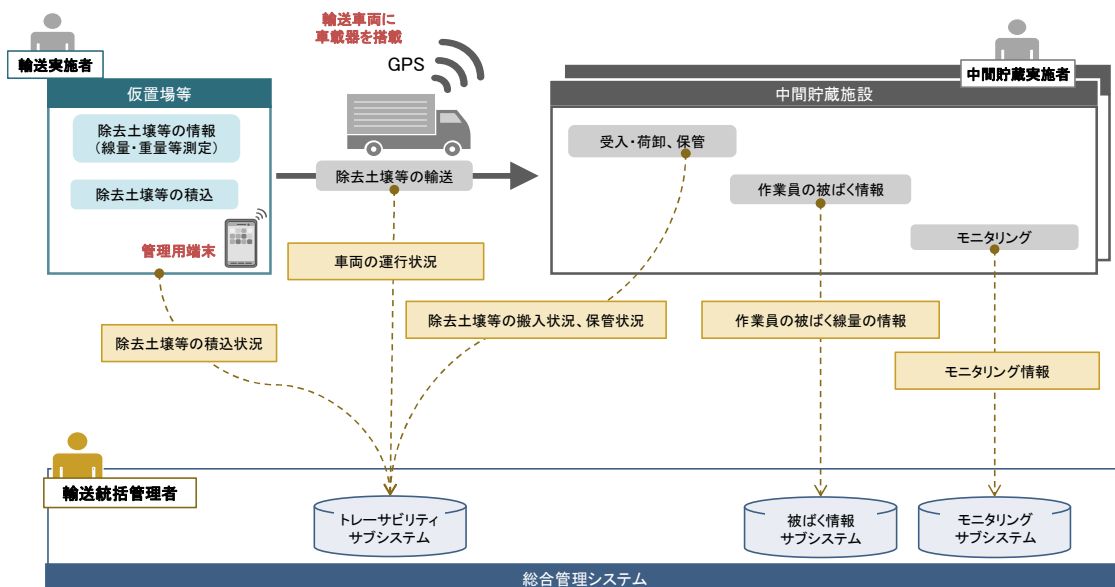 輸送実施者
仮置場等
除去土壌等の情報
（線量・重量等測定）
除去土壌等の積込
管理用端末
輸送車両に
車載器を搭載
GPS
除去土壌等の輸送
中間貯蔵実施者
中間貯蔵施設
受入・荷卸、保管
作業員の被ばく情報
モニタリング
車両の運行状況
除去土壌等の積込状況
除去土壌等の搬入状況、保管状況
作業員の被ばく線量の情報
モニタリング情報
輸送統括管理者
トレーサビリティ
サブシステム
被ばく情報
サブシステム
モニタリング
サブシステム
総合管理システム